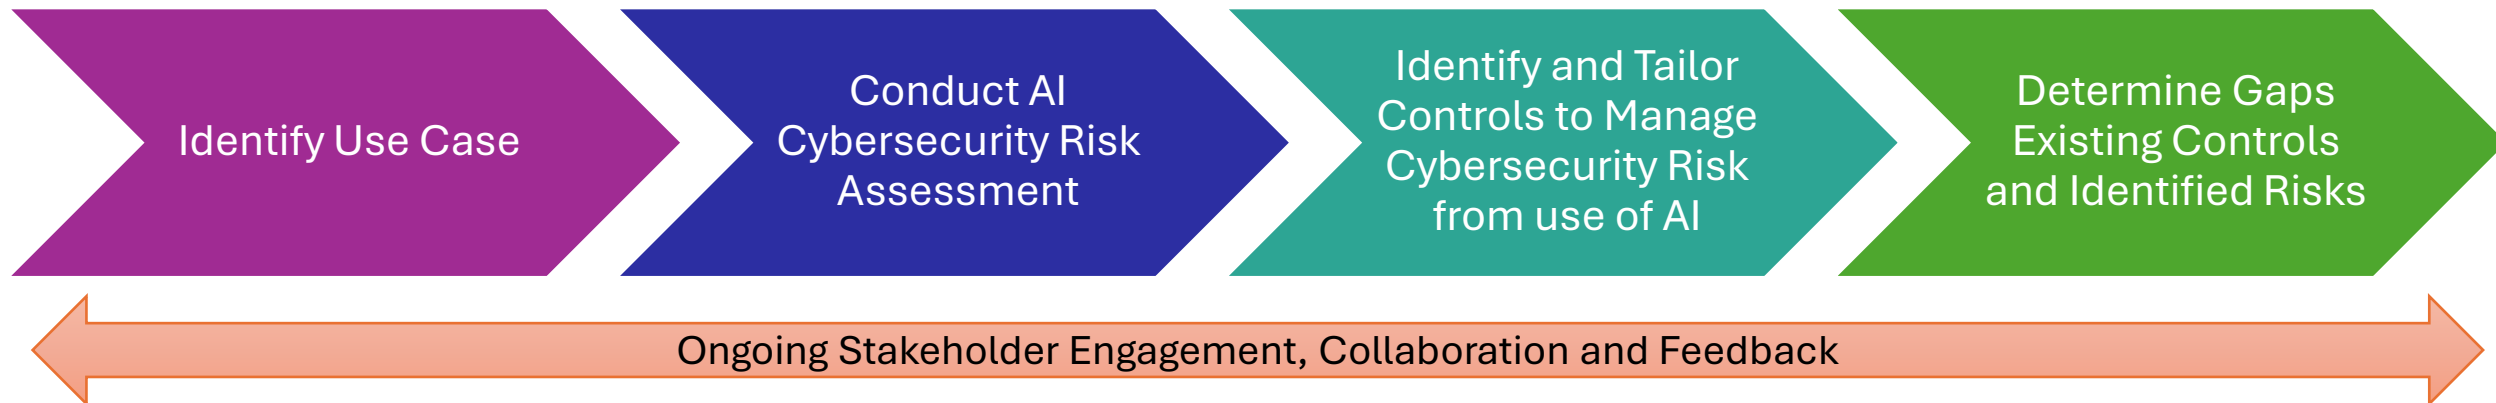 Identify Use Case
Conduct AI
Cybersecurity Risk
Assessment
Identify and Tailor
Controls to Manage
Cybersecurity Risk
from use of AI
Determine Gaps
Existing Controls
and Identified Risks
Ongoing Stakeholder Engagement, Collaboration and Feedback